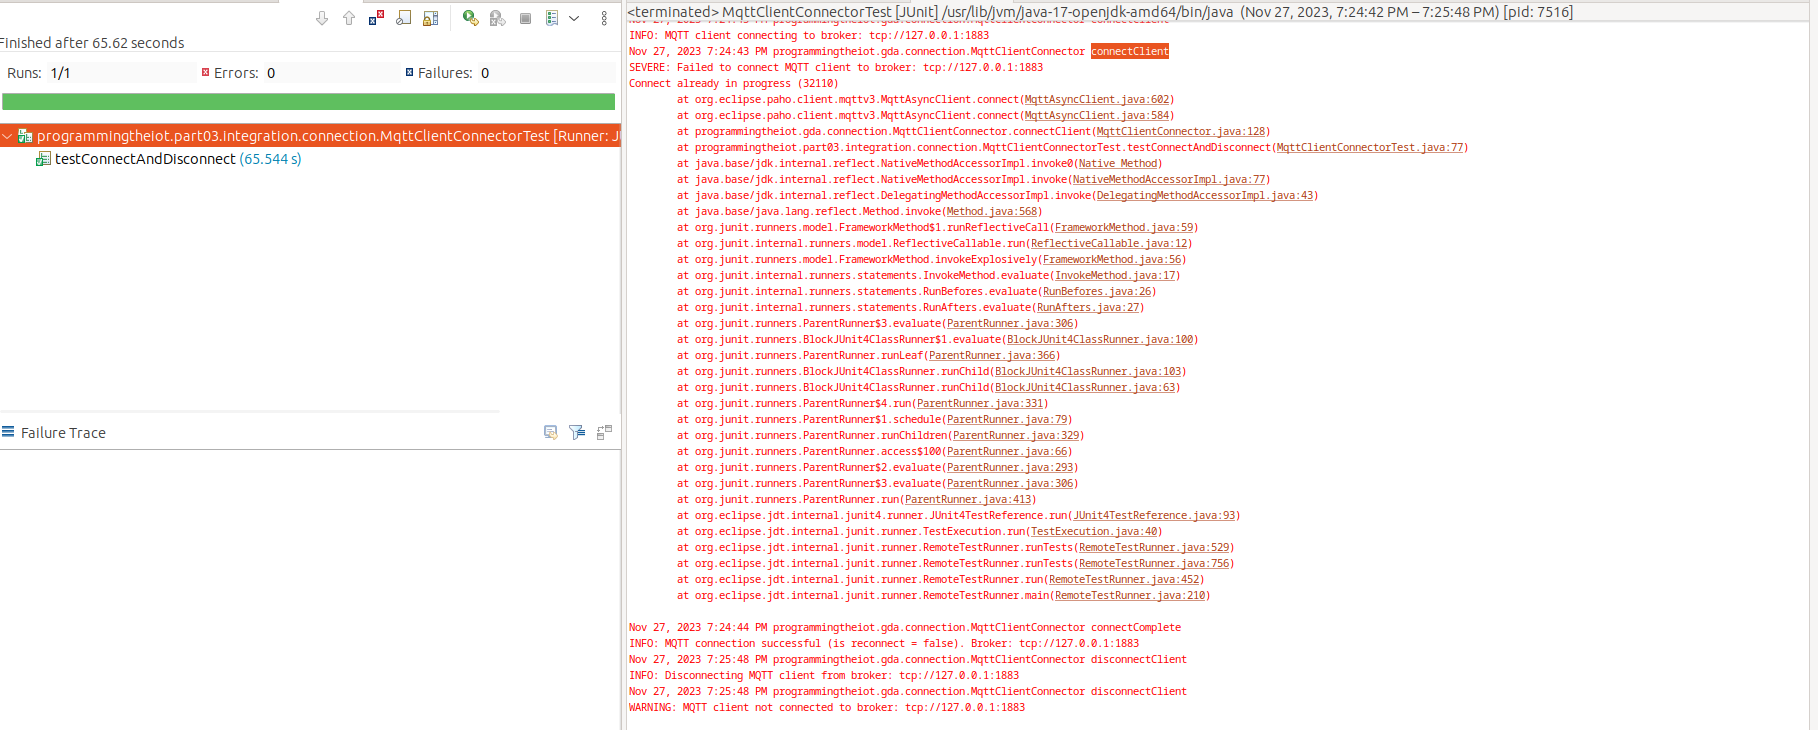 Finished after 65.62 seconds
Runs: 1/1 Errors: 0 Failures: 0
programmingtheiot.part03.integration.connection.MqttClientConnectorTest [Runner: JU
testConnectAndDisconnect (65.544 s)
Failure Trace
<terminated> MqttClientConnectorTest [JUnit] /usr/lib/jvm/java-17-openjdk-amd64/bin/java (Nov 27, 2023, 7:24:42 PM – 7:25:48 PM) [pid: 7516]
Nov 27, 2023 7:24:43 PM programmingtheiot.gda.connection.MqttClientConnector connectClient
INFO: MQTT client connecting to broker: tcp://127.0.0.1:1883
Nov 27, 2023 7:24:43 PM programmingtheiot.gda.connection.MqttClientConnector connectClient
SEVERE: Failed to connect MQTT client to broker: tcp://127.0.0.1:1883
Connect already in progress (32110)
at org.eclipse.paho.client.mqttv3.MqttAsyncClient.connect(MqttAsyncClient.java:602)
at org.eclipse.paho.client.mqttv3.MqttAsyncClient.connect(MqttAsyncClient.java:584)
at programmingtheiot.gda.connection.MqttClientConnector.connectClient(MqttClientConnector.java:128)
at programmingtheiot.part03.integration.connection.MqttClientConnectorTest.testConnectAndDisconnect(MqttClientConnectorTest.java:77)
at java.base/jdk.internal.reflect.NativeMethodAccessorImpl.invoke0(Native Method)
at java.base/jdk.internal.reflect.NativeMethodAccessorImpl.invoke(NativeMethodAccessorImpl.java:77)
at java.base/jdk.internal.reflect.DelegatingMethodAccessorImpl.invoke(DelegatingMethodAccessorImpl.java:43)
at java.base/java.lang.reflect.Method.invoke(Method.java:568)
at org.junit.runners.model.FrameworkMethod$1.runReflectiveCall(FrameworkMethod.java:59)
at org.junit.internal.runners.model.ReflectiveCallable.run(ReflectiveCallable.java:12)
at org.junit.runners.model.FrameworkMethod.invokeExplosively(FrameworkMethod.java:56)
at org.junit.internal.runners.statements.InvokeMethod.evaluate(InvokeMethod.java:17)
at org.junit.internal.runners.statements.RunBefores.evaluate(RunBefores.java:26)
at org.junit.internal.runners.statements.RunAfters.evaluate(RunAfters.java:27)
at org.junit.runners.ParentRunner$3.evaluate(ParentRunner.java:306)
at org.junit.runners.BlockJUnit4ClassRunner$1.evaluate(BlockJUnit4ClassRunner.java:100)
at org.junit.runners.ParentRunner.runLeaf(ParentRunner.java:366)
at org.junit.runners.BlockJUnit4ClassRunner.runChild(BlockJUnit4ClassRunner.java:103)
at org.junit.runners.BlockJUnit4ClassRunner.runChild(BlockJUnit4ClassRunner.java:63)
at org.junit.runners.ParentRunner$4.run(ParentRunner.java:331)
at org.junit.runners.ParentRunner$1.schedule(ParentRunner.java:79)
at org.junit.runners.ParentRunner.runChildren(ParentRunner.java:329)
at org.junit.runners.ParentRunner.access$100(ParentRunner.java:66)
at org.junit.runners.ParentRunner$2.evaluate(ParentRunner.java:293)
at org.junit.runners.ParentRunner$3.evaluate(ParentRunner.java:306)
at org.junit.runners.ParentRunner.run(ParentRunner.java:413)
at org.eclipse.jdt.internal.junit4.runner.JUnit4TestReference.run(JUnit4TestReference.java:93)
at org.eclipse.jdt.internal.junit.runner.TestExecution.run(TestExecution.java:40)
at org.eclipse.jdt.internal.junit.runner.RemoteTestRunner.runTests(RemoteTestRunner.java:529)
at org.eclipse.jdt.internal.junit.runner.RemoteTestRunner.runTests(RemoteTestRunner.java:756)
at org.eclipse.jdt.internal.junit.runner.RemoteTestRunner.run(RemoteTestRunner.java:452)
at org.eclipse.jdt.internal.junit.runner.RemoteTestRunner.main(RemoteTestRunner.java:210)
Nov 27, 2023 7:24:44 PM programmingtheiot.gda.connection.MqttClientConnector connectComplete
INFO: MQTT connection successful (is reconnect = false). Broker: tcp://127.0.0.1:1883
Nov 27, 2023 7:25:48 PM programmingtheiot.gda.connection.MqttClientConnector disconnectClient
INFO: Disconnecting MQTT client from broker: tcp://127.0.0.1:1883
Nov 27, 2023 7:25:48 PM programmingtheiot.gda.connection.MqttClientConnector disconnectClient
WARNING: MQTT client not connected to broker: tcp://127.0.0.1:1883